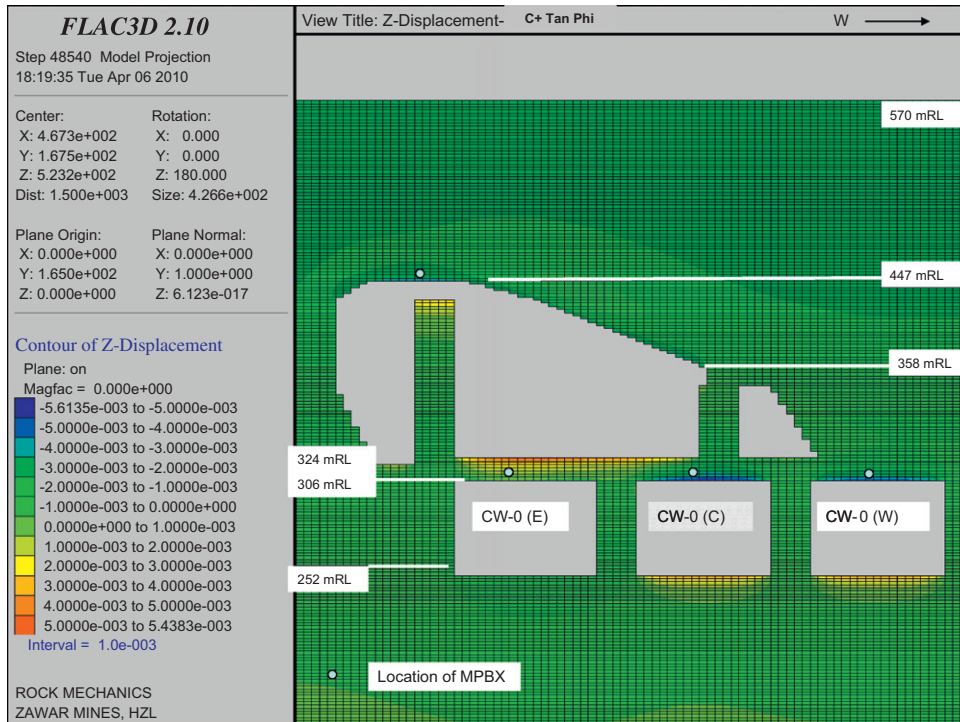 FLAC3D 2.10
Step 48540 Model Projection
18:19:35 Tue Apr 06 2010
Center:
X: 4.673e+002
Y: 1.675e+002
Z: 5.232e+002
Dist: 1.500e+003
Rotation:
X: 0.000
Y: 0.000
Z: 180.000
Size: 4.266e+002
Plane Origin:
X: 0.000e+000
Y: 1.650e+002
Z: 0.000e+000
Plane Normal:
X: 0.000e+000
Y: 1.000e+000
Z: 6.123e-017
Contour of Z-Displacement
Plane: on
Magfac = 0.000e+000
-5.6135e-003 to -5.0000e-003
-5.0000e-003 to -4.0000e-003
-4.0000e-003 to -3.0000e-003
-3.0000e-003 to -2.0000e-003
-2.0000e-003 to -1.0000e-003
-1.0000e-003 to 0.0000e+000
0.0000e+000 to 1.0000e-003
1.0000e-003 to 2.0000e-003
2.0000e-003 to 3.0000e-003
3.0000e-003 to 4.0000e-003
4.0000e-003 to 5.0000e-003
5.0000e-003 to 5.4383e-003
Interval = 1.0e-003
ROCK MECHANICS
ZAWAR MINES, HZL
View Title: Z-Displacement- C+ Tan Phi
W
570 mRL
447 mRL
358 mRL
324 mRL
306 mRL
CW-0 (E)
CW-0 (C)
CW-0 (W)
252 mRL
Location of MPBX